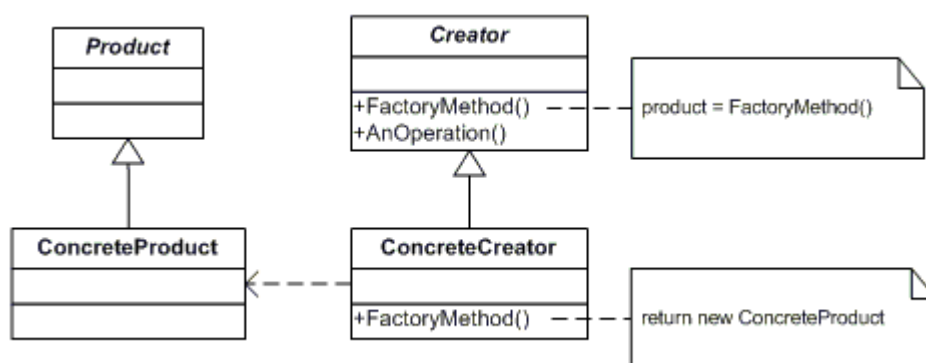 Product
Creator
+FactoryMethod()
+AnOperation()
product = FactoryMethod()
ConcreteProduct
ConcreteCreator
+FactoryMethod()
return new ConcreteProduct